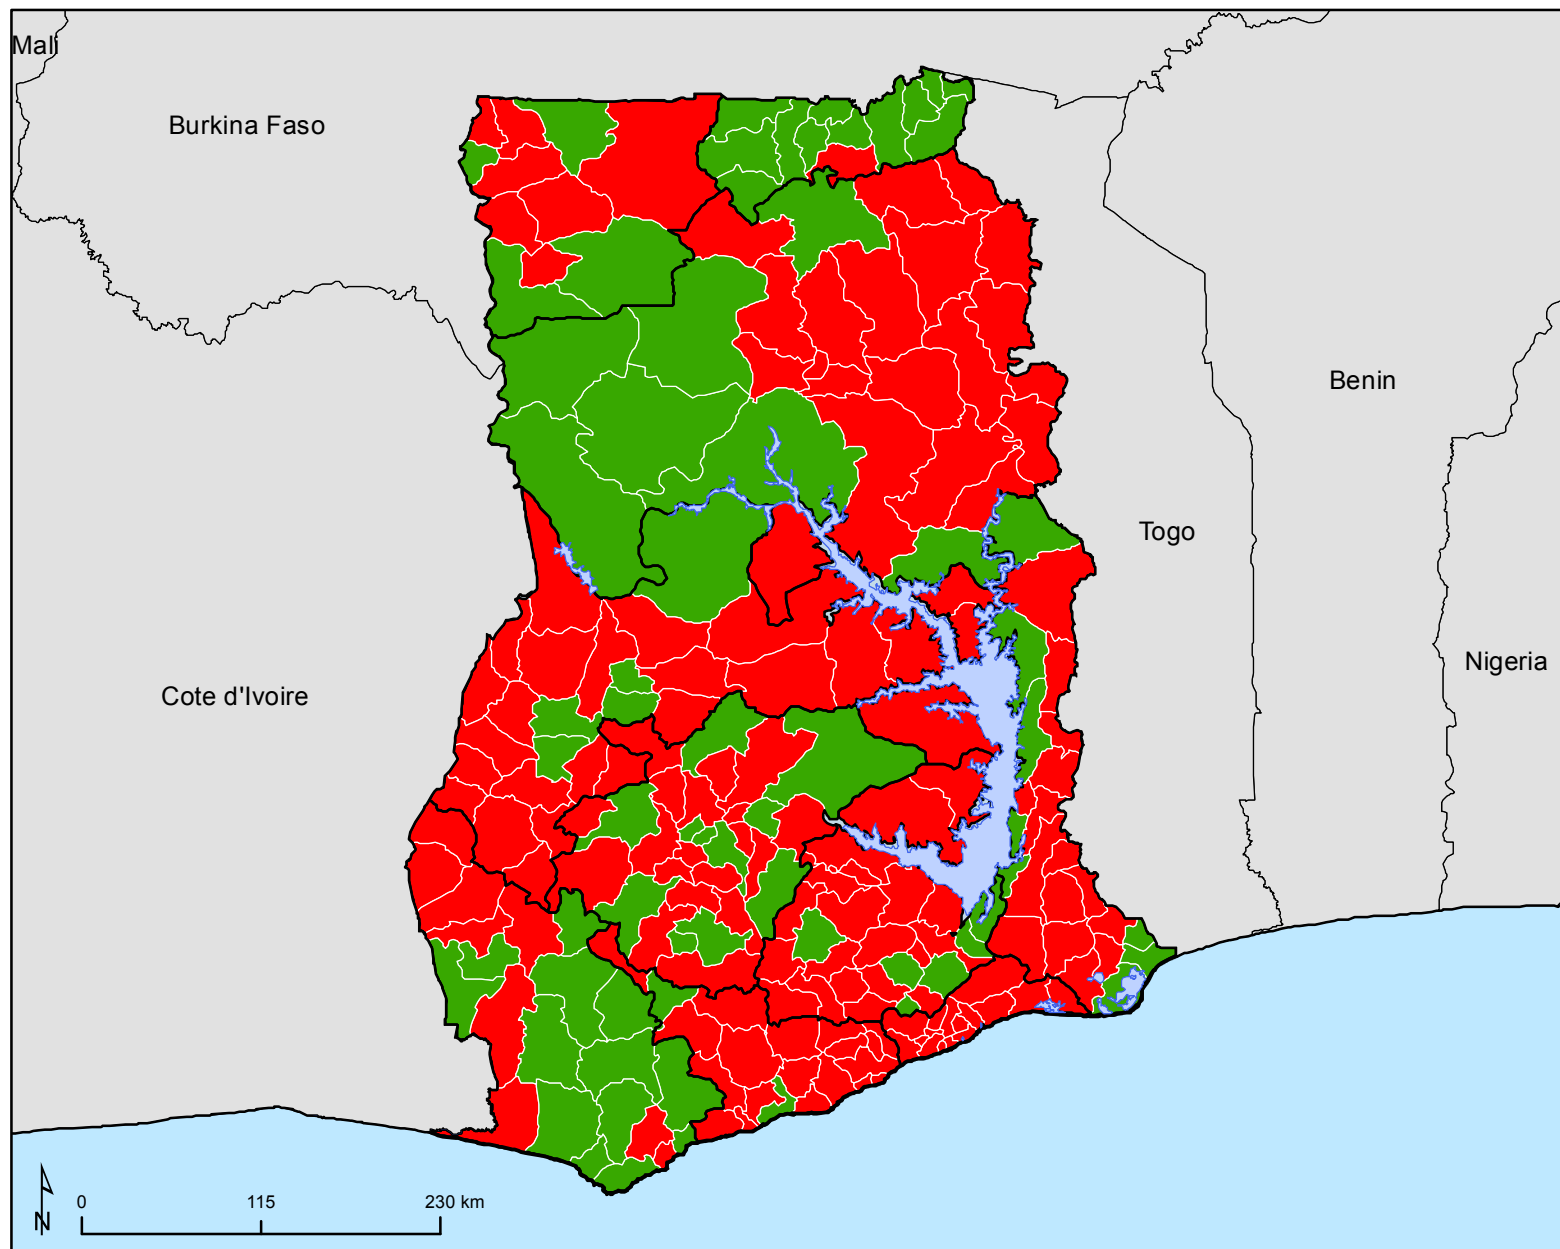 Mali
Burkina Faso
Benin
Togo
Nigeria
Cote d'Ivoire
N
0 115 230 km